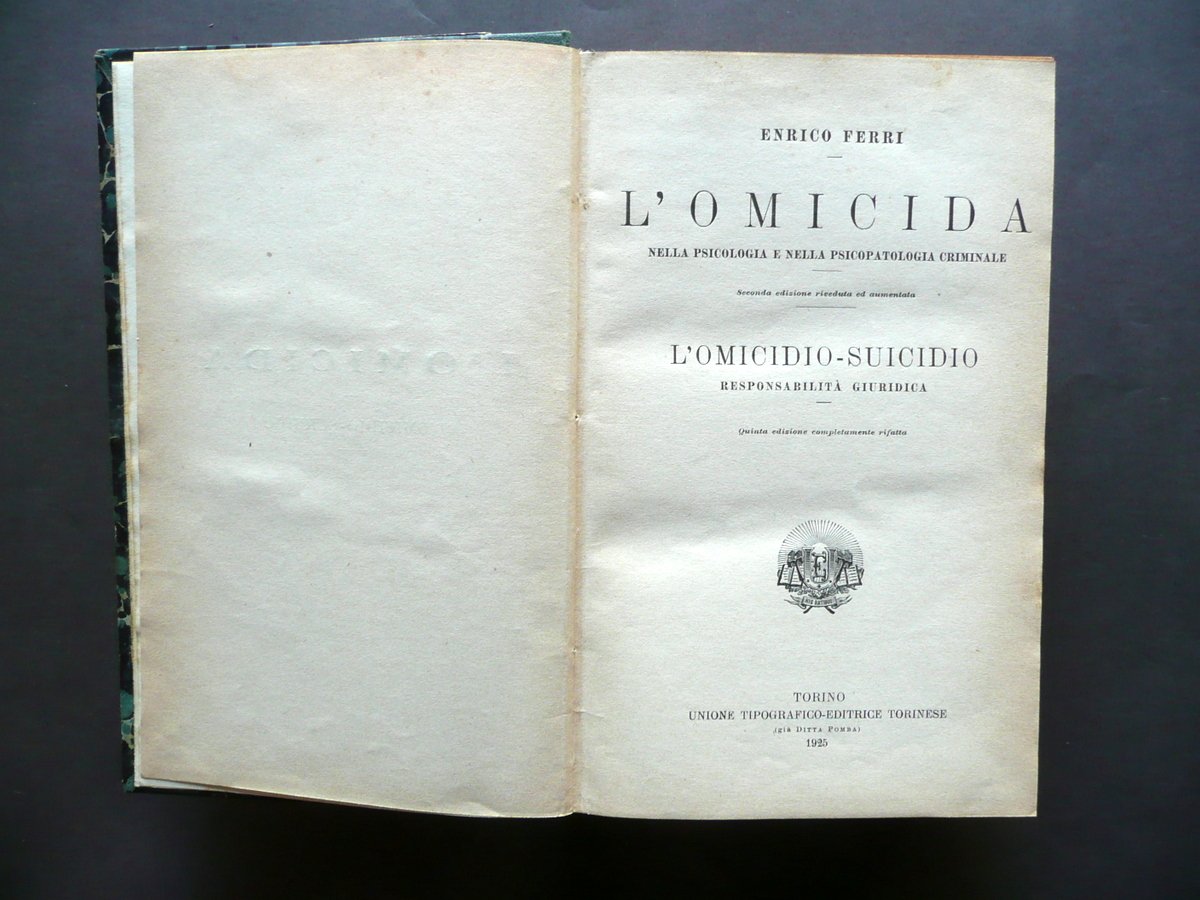 ENRICO FERRI
L'OMICIDA
NELLA PSICOLOGIA E NELLA PSICOPATOLOGIA CRIMINALE
Seconda edizione riveduta ed aumentata
L'OMICIDIO-SUICIDIO
RESPONSABILITÀ GIURIDICA
Quinta edizione completamente rifatta
TORINO
UNIONE TIPOGRAFICO-EDITRICE TORINESE
(già DITTA POMBA)
1925